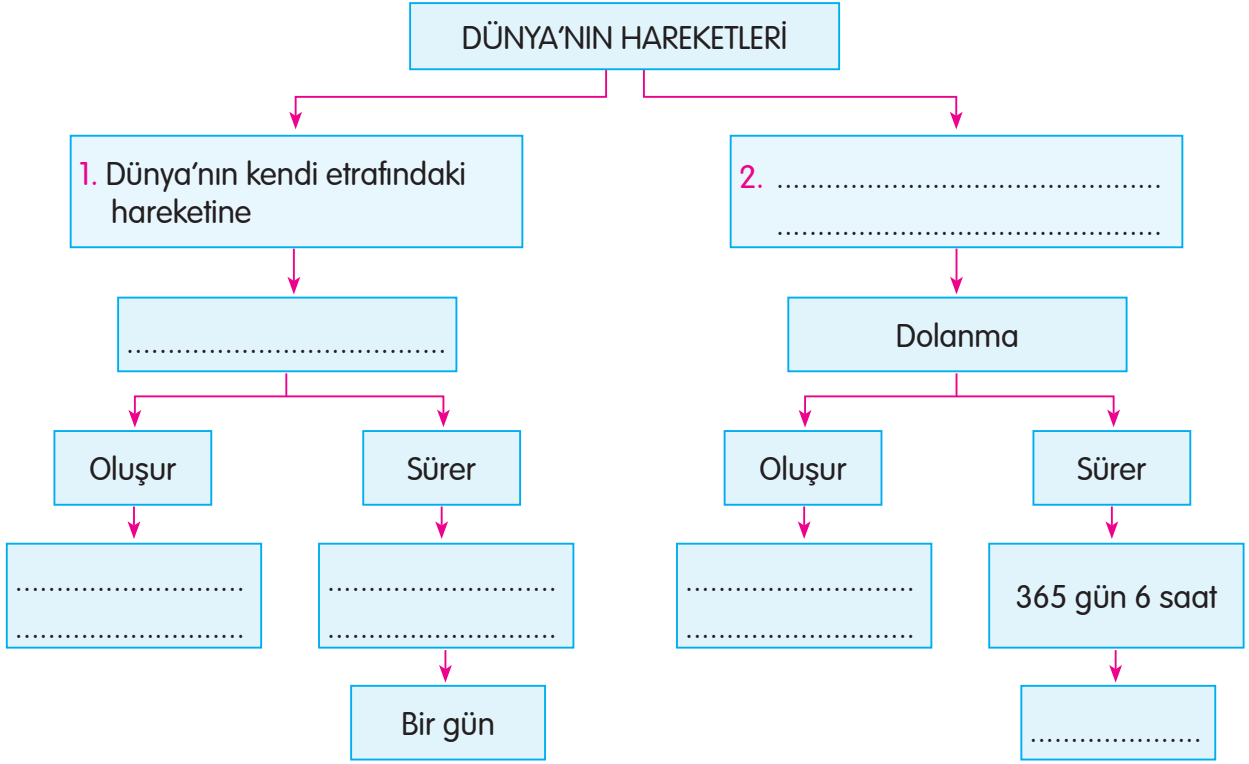 DÜNYA’NIN HAREKETLERİ
1. Dünya’nın kendi etrafındaki
hareketine
2. ...............................................
...............................................
.......................................
Dolanma
Oluşur
Sürer
Oluşur
Sürer
............................
............................
............................
............................
............................
............................
365 gün 6 saat
Bir gün
.....................